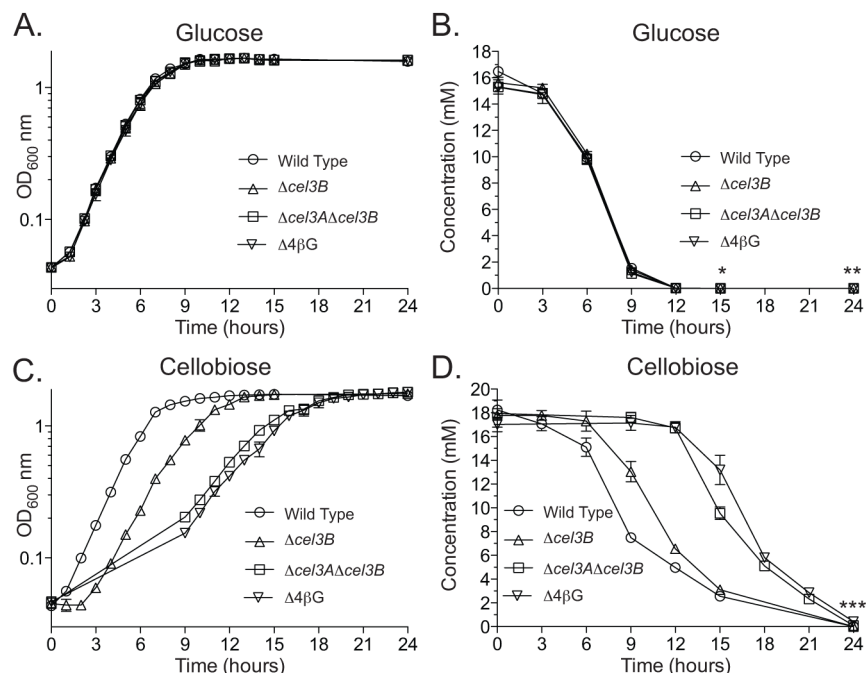 A.
Glucose
OD600 nm
1
0.1
Wild Type
Δcel3B
Δcel3AΔcel3B
Δ4βG
0 3 6 9 12 15 18 21 24
Time (hours)
B.
Glucose
Concentration (mM)
18
16
14
12
10
8
6
4
2
0
Wild Type
Δcel3B
Δcel3AΔcel3B
Δ4βG
* **
0 3 6 9 12 15 18 21 24
Time (hours)
C.
Cellobiose
OD600 nm
1
0.1
Wild Type
Δcel3B
Δcel3AΔcel3B
Δ4βG
0 3 6 9 12 15 18 21 24
Time (hours)
D.
Cellobiose
Concentration (mM)
20
18
16
14
12
10
8
6
4
2
0
Wild Type
Δcel3B
Δcel3AΔcel3B
Δ4βG
***
0 3 6 9 12 15 18 21 24
Time (hours)